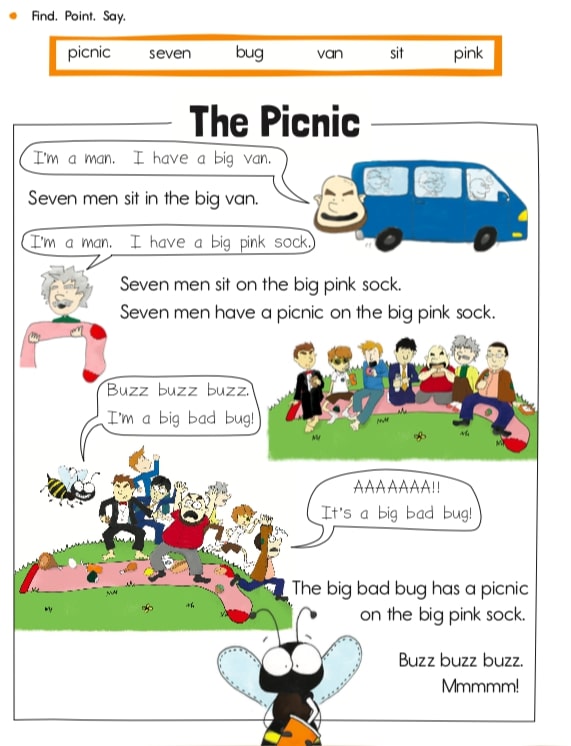 Find. Point. Say.
picnic seven bug van sit pink
The Picnic
I'm a man. I have a big van.
Seven men sit in the big van.
I'm a man. I have a big pink sock.
Seven men sit on the big pink sock.
Seven men have a picnic on the big pink sock.
Buzz buzz buzz.
I'm a big bad bug!
AAAAAAA!!
It's a big bad bug!
The big bad bug has a picnic
on the big pink sock.
Buzz buzz buzz.
Mmmmm!